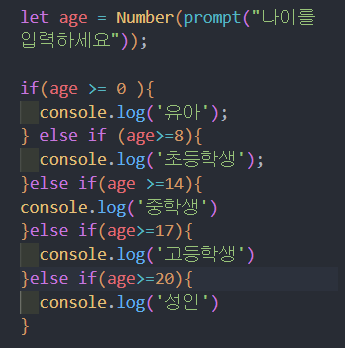 let age = Number(prompt("나이를
입력하세요"));
if(age >= 0 ){
console.log('유아');
} else if (age>=8){
console.log('초등학생');
}else if(age >=14){
console.log('중학생')
}else if(age>=17){
console.log('고등학생')
}else if(age>=20){
console.log('성인')
}